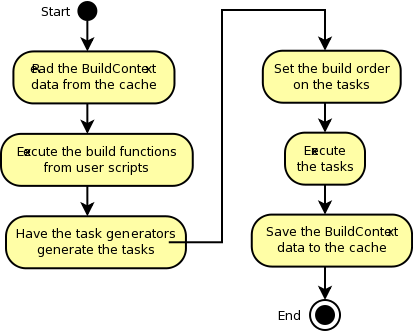 Start
Read the BuildContext
data from the cache
Execute the build functions
from user scripts
Have the task generators
generate the tasks
Set the build order
on the tasks
Execute
the tasks
Save the BuildContext
data to the cache
End